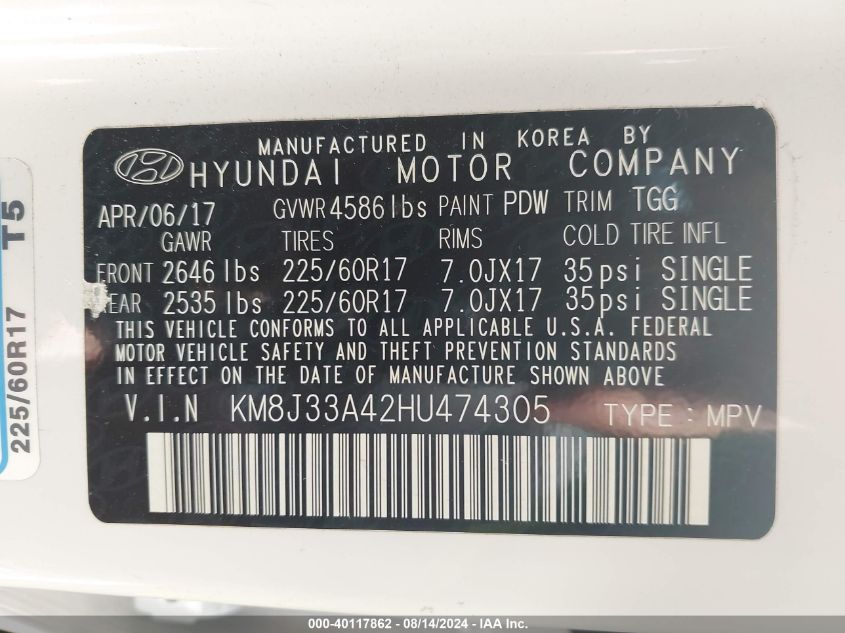 MANUFACTURED IN KOREA BY
HYUNDAI MOTOR COMPANY
APR/06/17 GVWR 4586lbs PAINT PDW TRIM TGG
GAWR TIRES RIMS COLD TIRE INFL
FRONT 2646 lbs 225/60R17 7.0JX17 35psi SINGLE
EAR 2535 lbs 225/60R17 7.0JX17 35psi SINGLE
THIS VEHICLE CONFORMS TO ALL APPLICABLE U.S.A. FEDERAL
MOTOR VEHICLE SAFETY AND THEFT PREVENTION STANDARDS
IN EFFECT ON THE DATE OF MANUFACTURE SHOWN ABOVE
V.I.N KM8J33A42HU474305 TYPE: MPV
225/60R17 T5
000-40117862 - 08/14/2024 - IAA Inc.